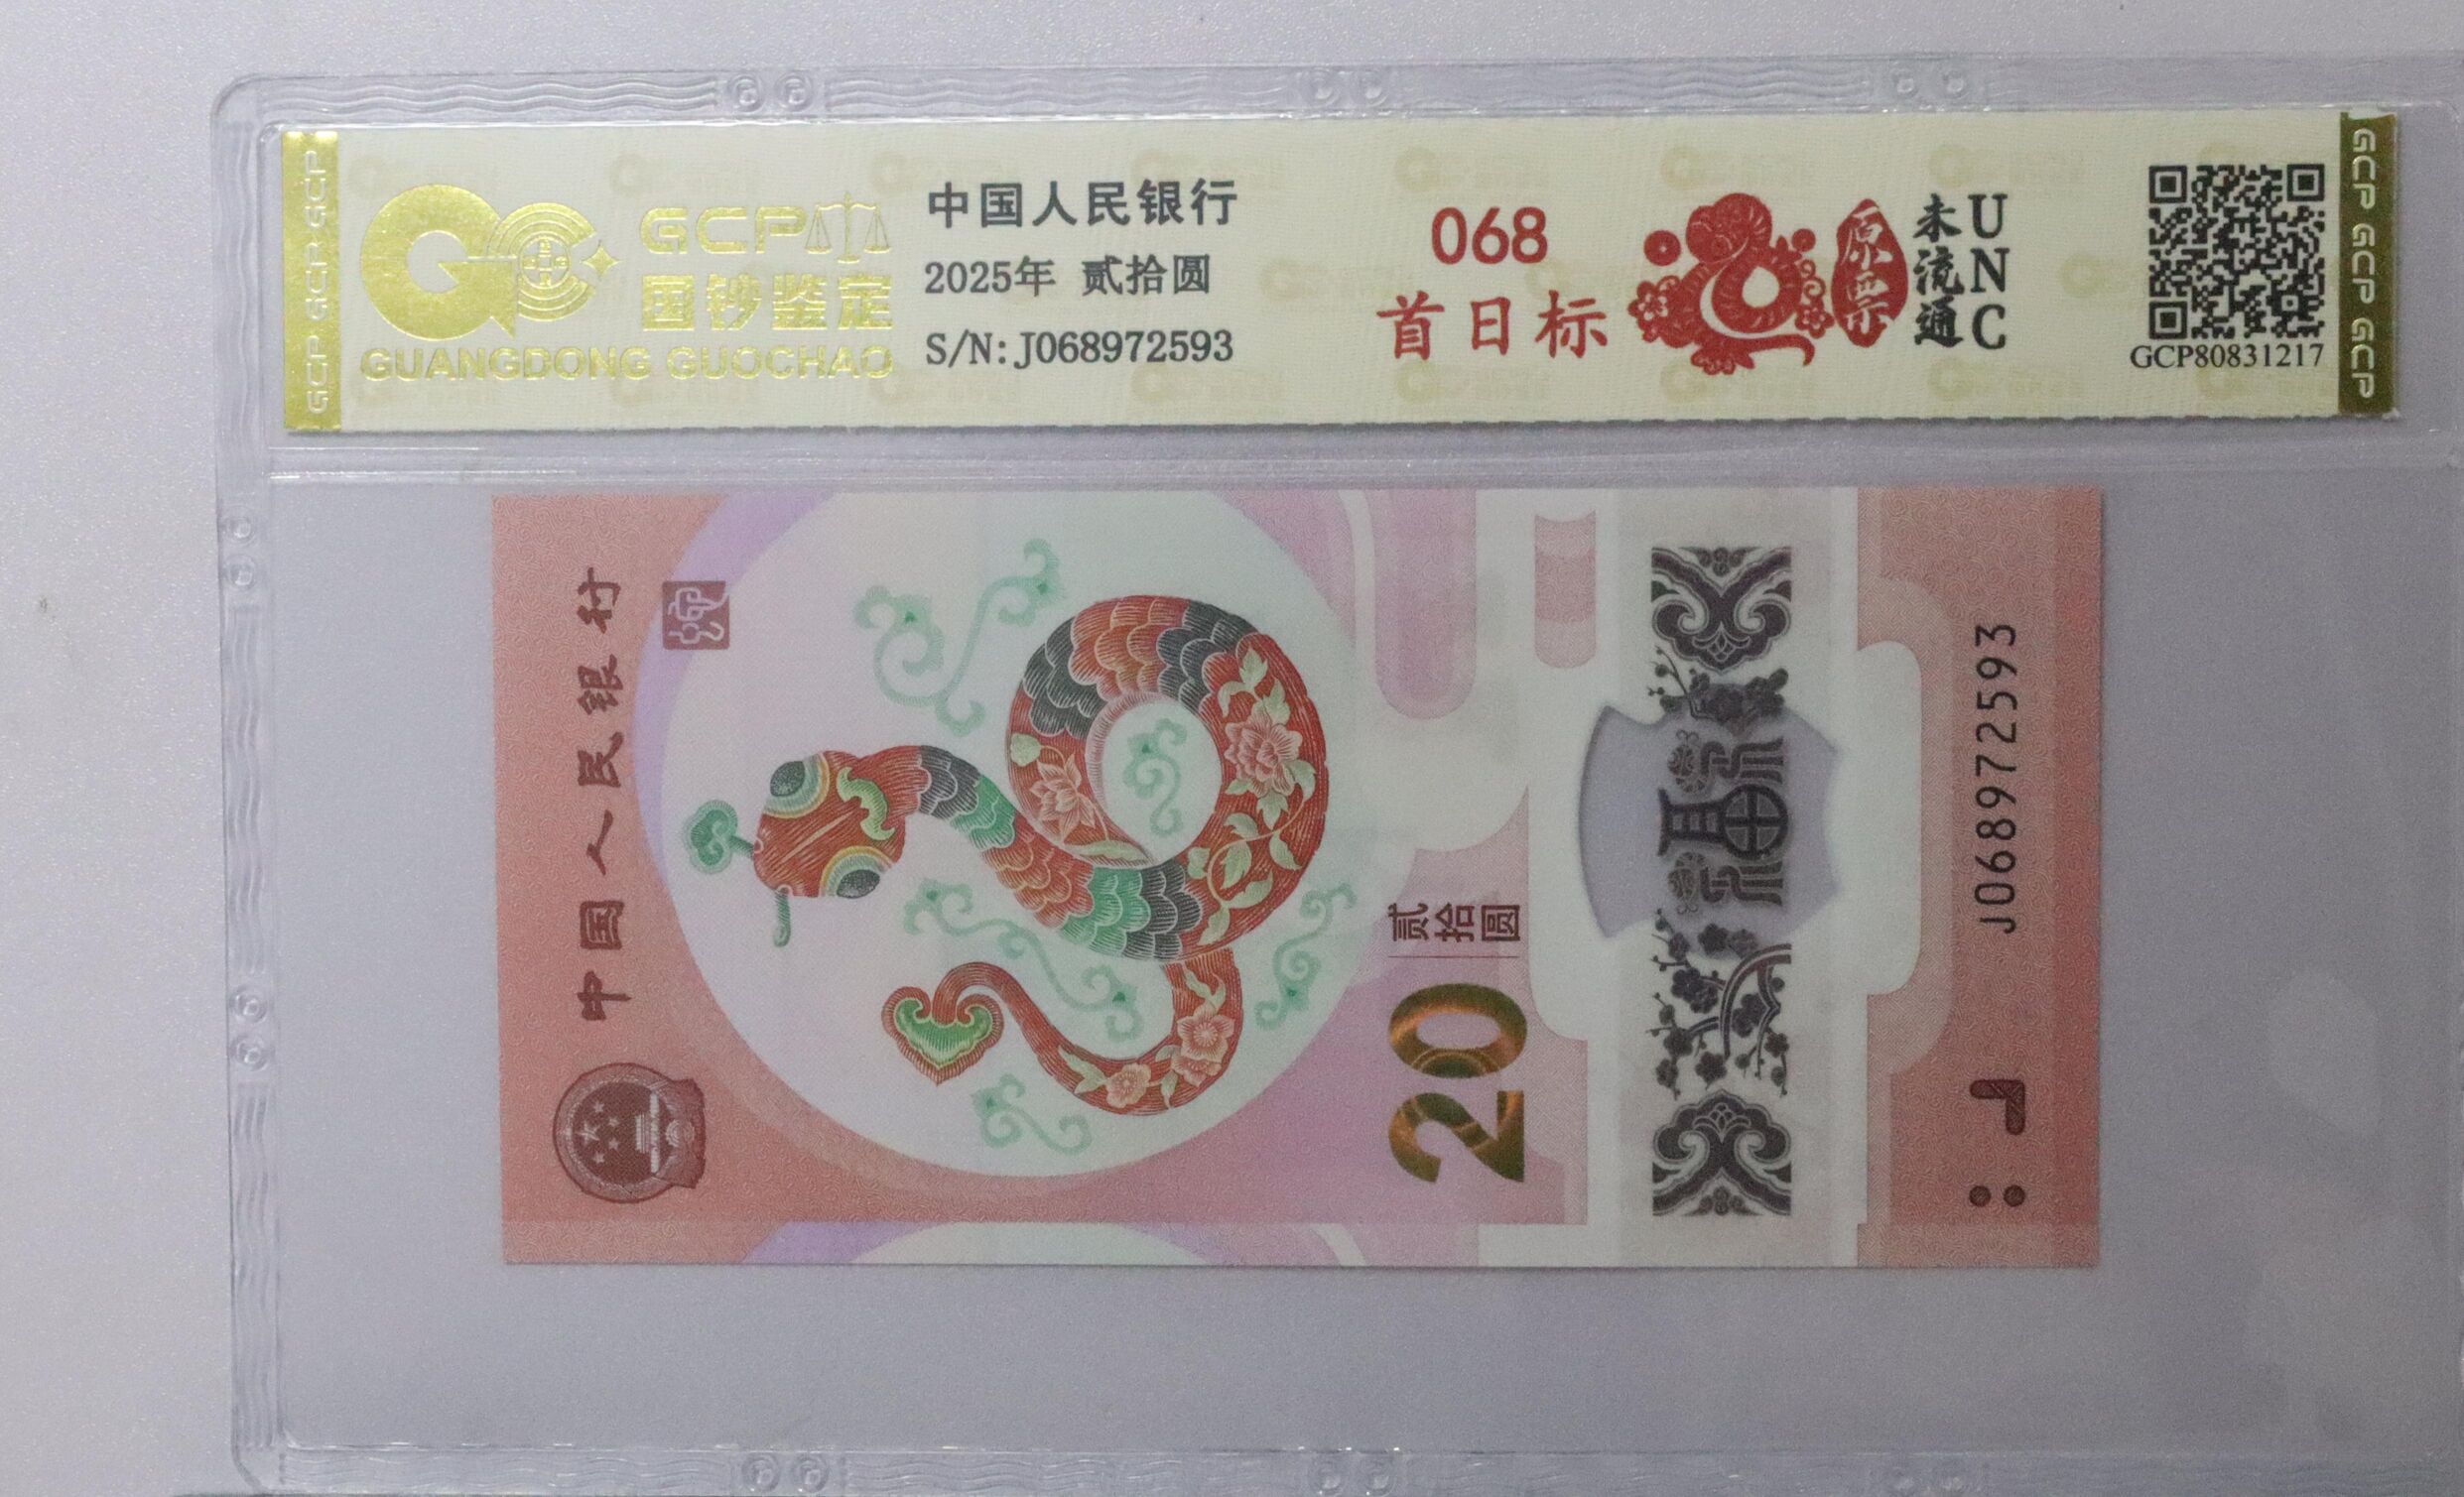 GCP GCP GCP
GCP
国钞鉴定
GUANGDONG GUOCHAO
中国人民银行
2025年 贰拾圆
S/N: J068972593
068
首日标
原票
未流通
UNC
GCP80831217
GCP GCP GCP
中国人民银行
20
贰拾圆
福
J068972593